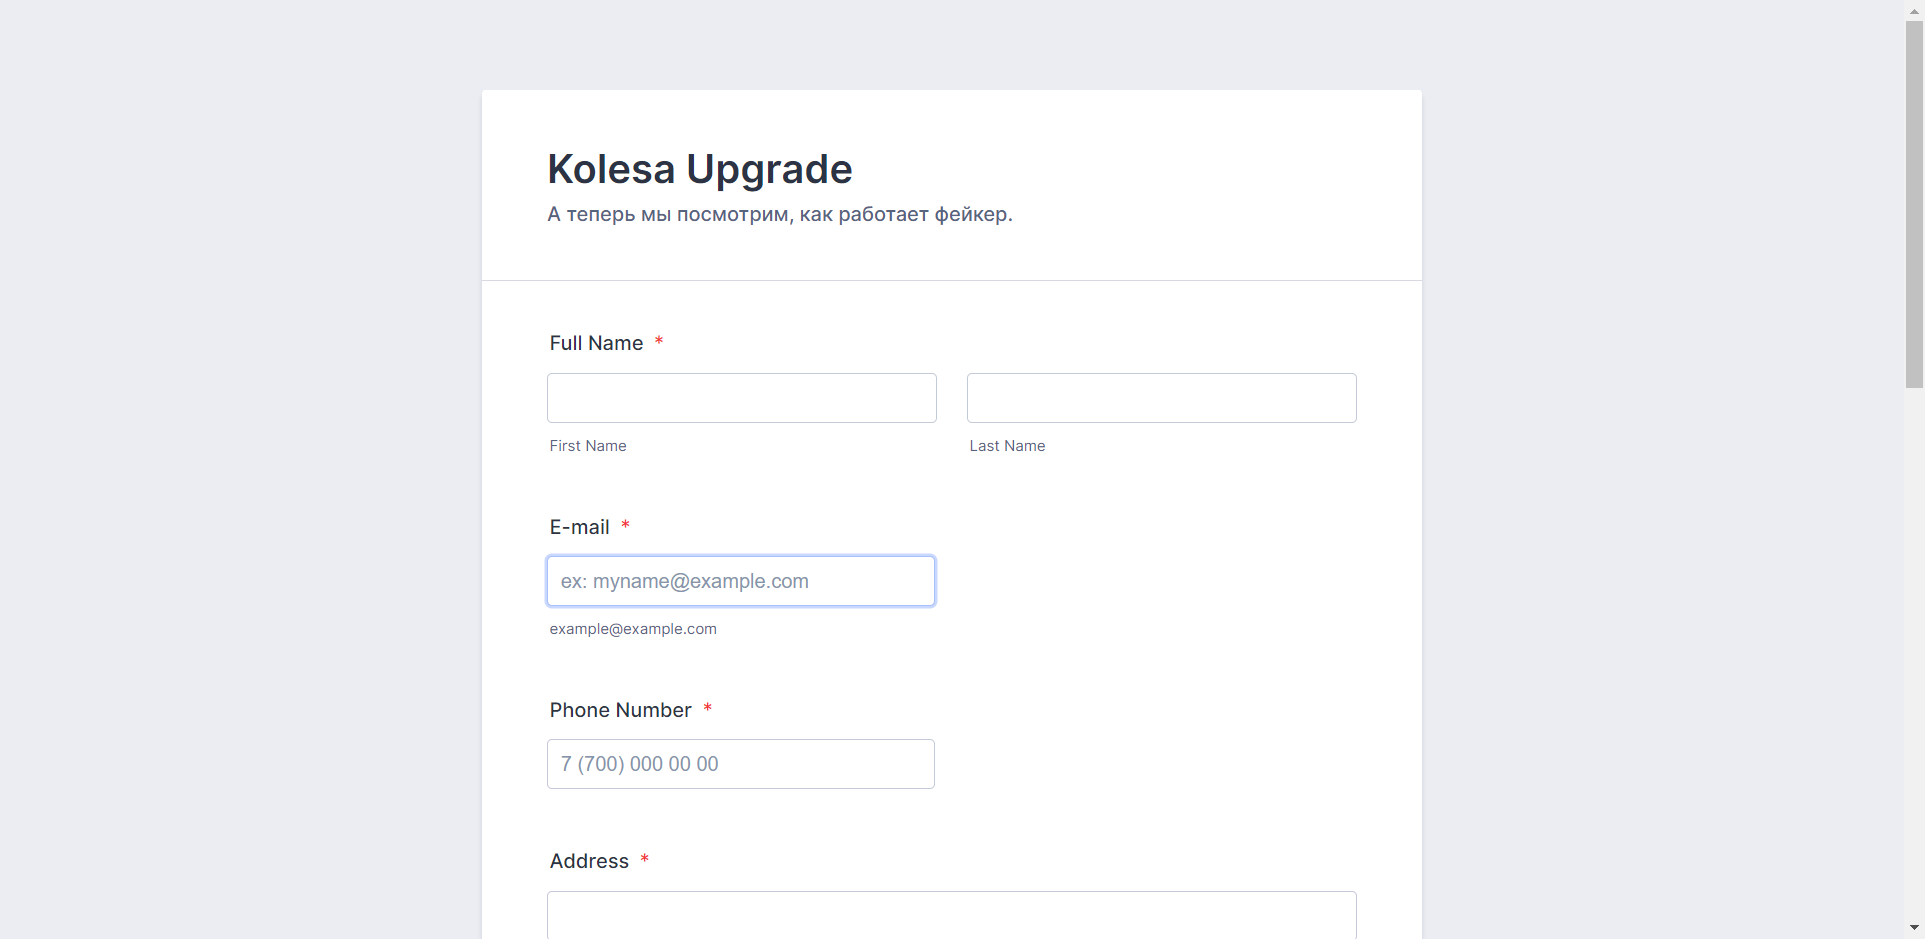 Kolesa Upgrade
А теперь мы посмотрим, как работает фейкер.
Full Name *
First Name
Last Name
E-mail *
ex: myname@example.com
example@example.com
Phone Number *
7 (700) 000 00 00
Address *